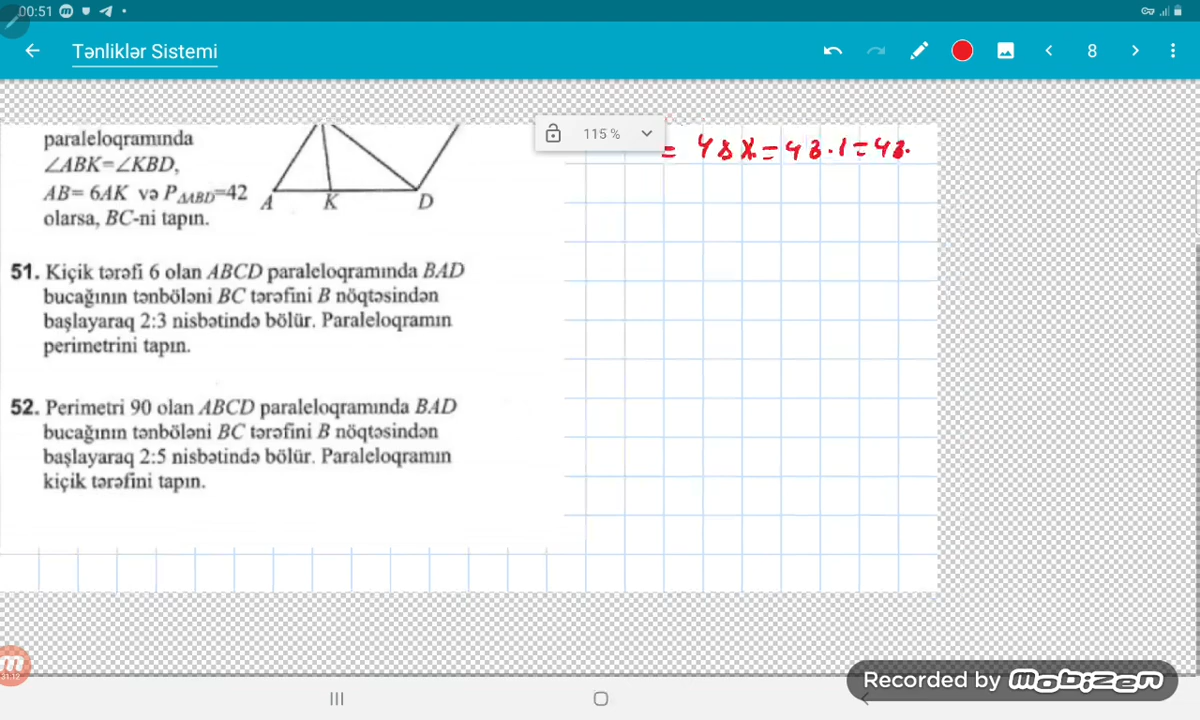 00:51
Tənliklər Sistemi
8
115 %
= 48X=48.1=48.
paraleloqramında
∠ABK=∠KBD,
AB= 6AK və P∆ABD=42
olarsa, BC-ni tapın.
A K D
51. Kiçik tərəfi 6 olan ABCD paraleloqramında BAD
bucağının tənböləni BC tərəfini B nöqtəsindən
başlayaraq 2:3 nisbətində bölür. Paraleloqramın
perimetrini tapın.
52. Perimetri 90 olan ABCD paraleloqramında BAD
bucağının tənböləni BC tərəfini B nöqtəsindən
başlayaraq 2:5 nisbətində bölür. Paraleloqramın
kiçik tərəfini tapın.
31:12
Recorded by mobizen